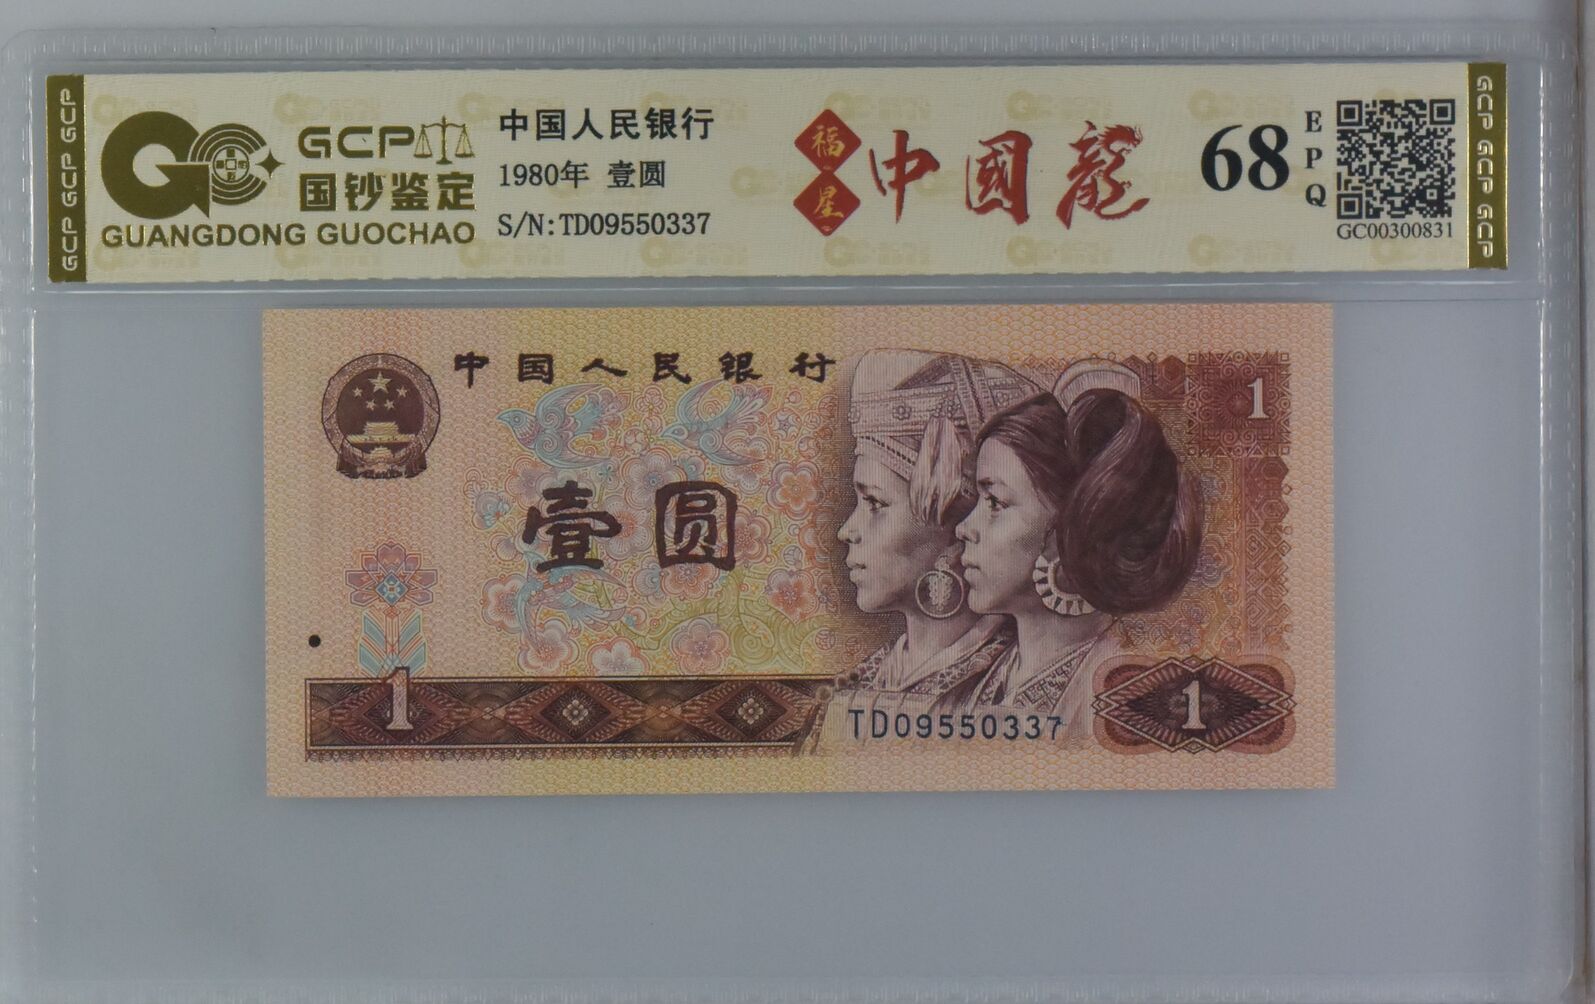 GCP GCP GCP
GCP
国钞鉴定
GUANGDONG GUOCHAO
中国人民银行
1980年 壹圆
S/N:TD09550337
福星
中國龍
68
EPQ
GC00300831
GCP GCP GCP
中国人民银行
1
壹圆
1
TD09550337
1